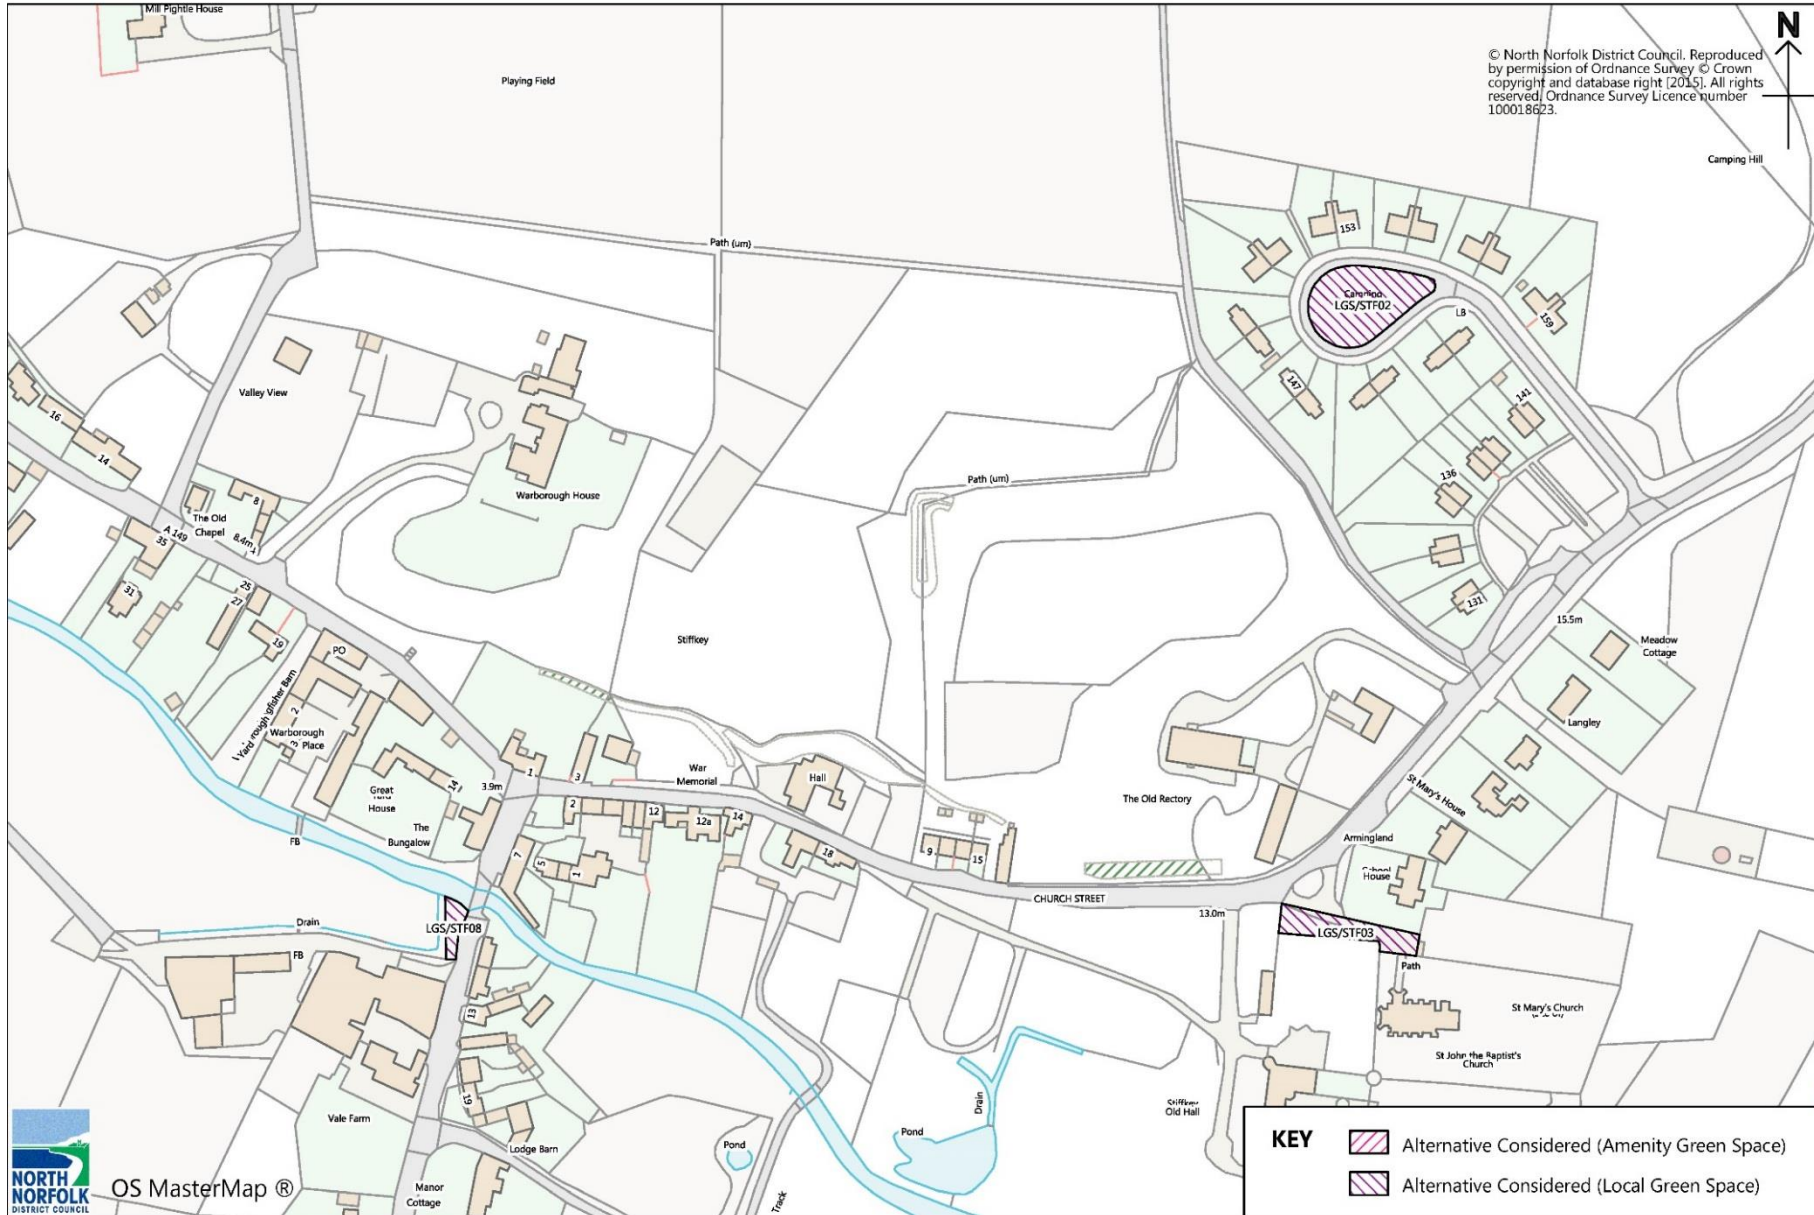 Mill Pightle House
Playing Field
N
© North Norfolk District Council. Reproduced
by permission of Ordnance Survey © Crown
copyright and database right [2015]. All rights
reserved. Ordnance Survey Licence number
100018623.
Camping Hill
Path (um)
153
LGS/STF02
LB
159
147
141
136
131
Valley View
16
14
Warborough House
Path (um)
The Old
Chapel
8
8.4m
A 149
35
31
25
27
19
PO
2
3
Warborough
Place
Yard
Stiffkey
15.5m
Meadow
Cottage
Langley
St Mary's House
Armingland
House
Great
House
14
The
Bungalow
3.9m
1
3
War
Memorial
Hall
2
12
12a
14
18
9
15
The Old Rectory
CHURCH STREET
13.0m
7
5
1
FB
Drain
FB
LGS/STF08
LGS/STF03
Path
St Mary's Church
St John the Baptist's
Church
13
19
Vale Farm
Lodge Barn
Manor
Cottage
Pond
Track
Pond
Drain
Stiffkey
Old Hall
NORTH
NORFOLK
DISTRICT COUNCIL
OS MasterMap ®
KEY
Alternative Considered (Amenity Green Space)
Alternative Considered (Local Green Space)